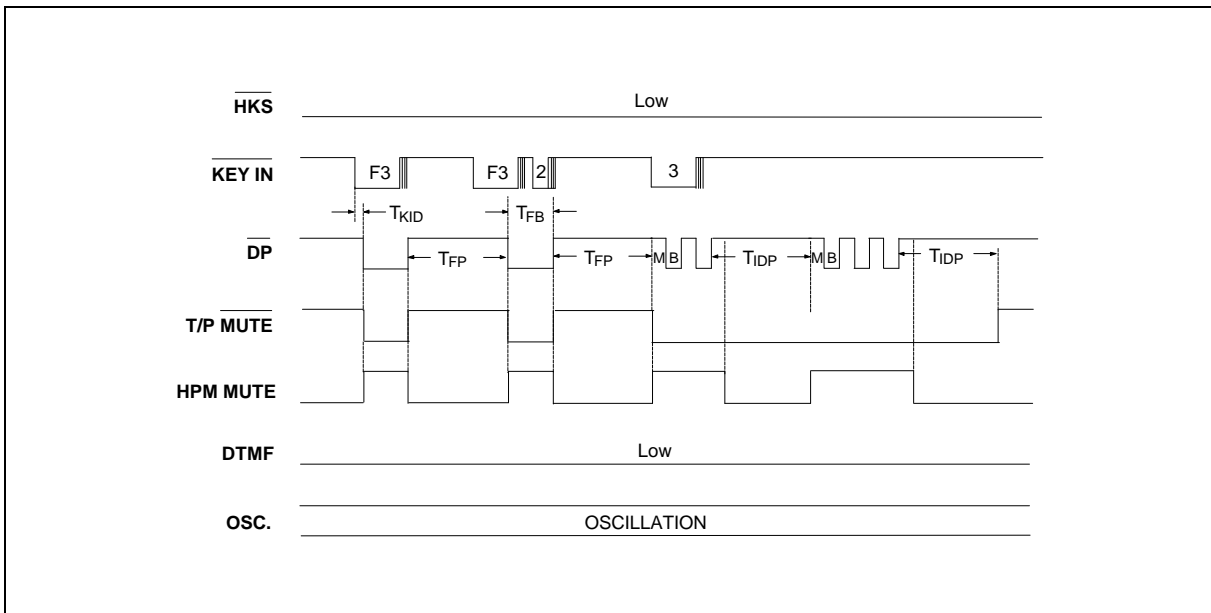 HKS Low
KEY IN F3 F3 2 3
TKID TFB
DP TFP TFP M B TIDP M B TIDP
T/P MUTE
HPM MUTE
DTMF Low
OSC. OSCILLATION